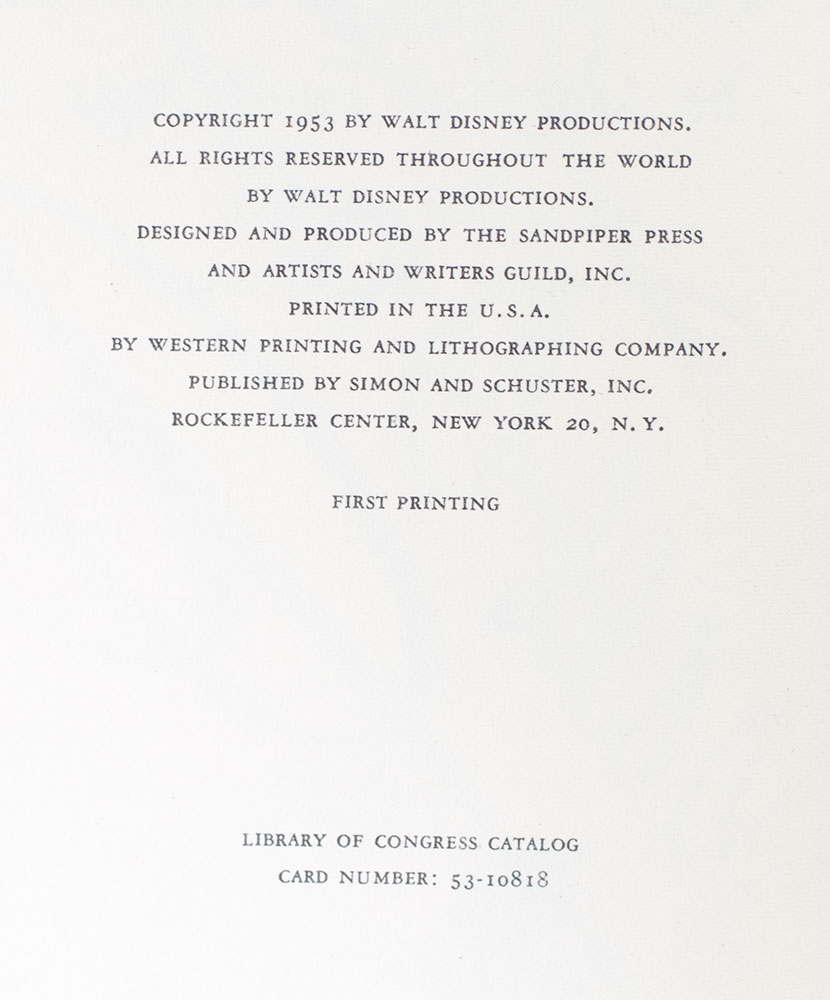 COPYRIGHT 1953 BY WALT DISNEY PRODUCTIONS.
ALL RIGHTS RESERVED THROUGHOUT THE WORLD
BY WALT DISNEY PRODUCTIONS.
DESIGNED AND PRODUCED BY THE SANDPIPER PRESS
AND ARTISTS AND WRITERS GUILD, INC.
PRINTED IN THE U.S.A.
BY WESTERN PRINTING AND LITHOGRAPHING COMPANY.
PUBLISHED BY SIMON AND SCHUSTER, INC.
ROCKEFELLER CENTER, NEW YORK 20, N.Y.
FIRST PRINTING
LIBRARY OF CONGRESS CATALOG
CARD NUMBER: 53-10818